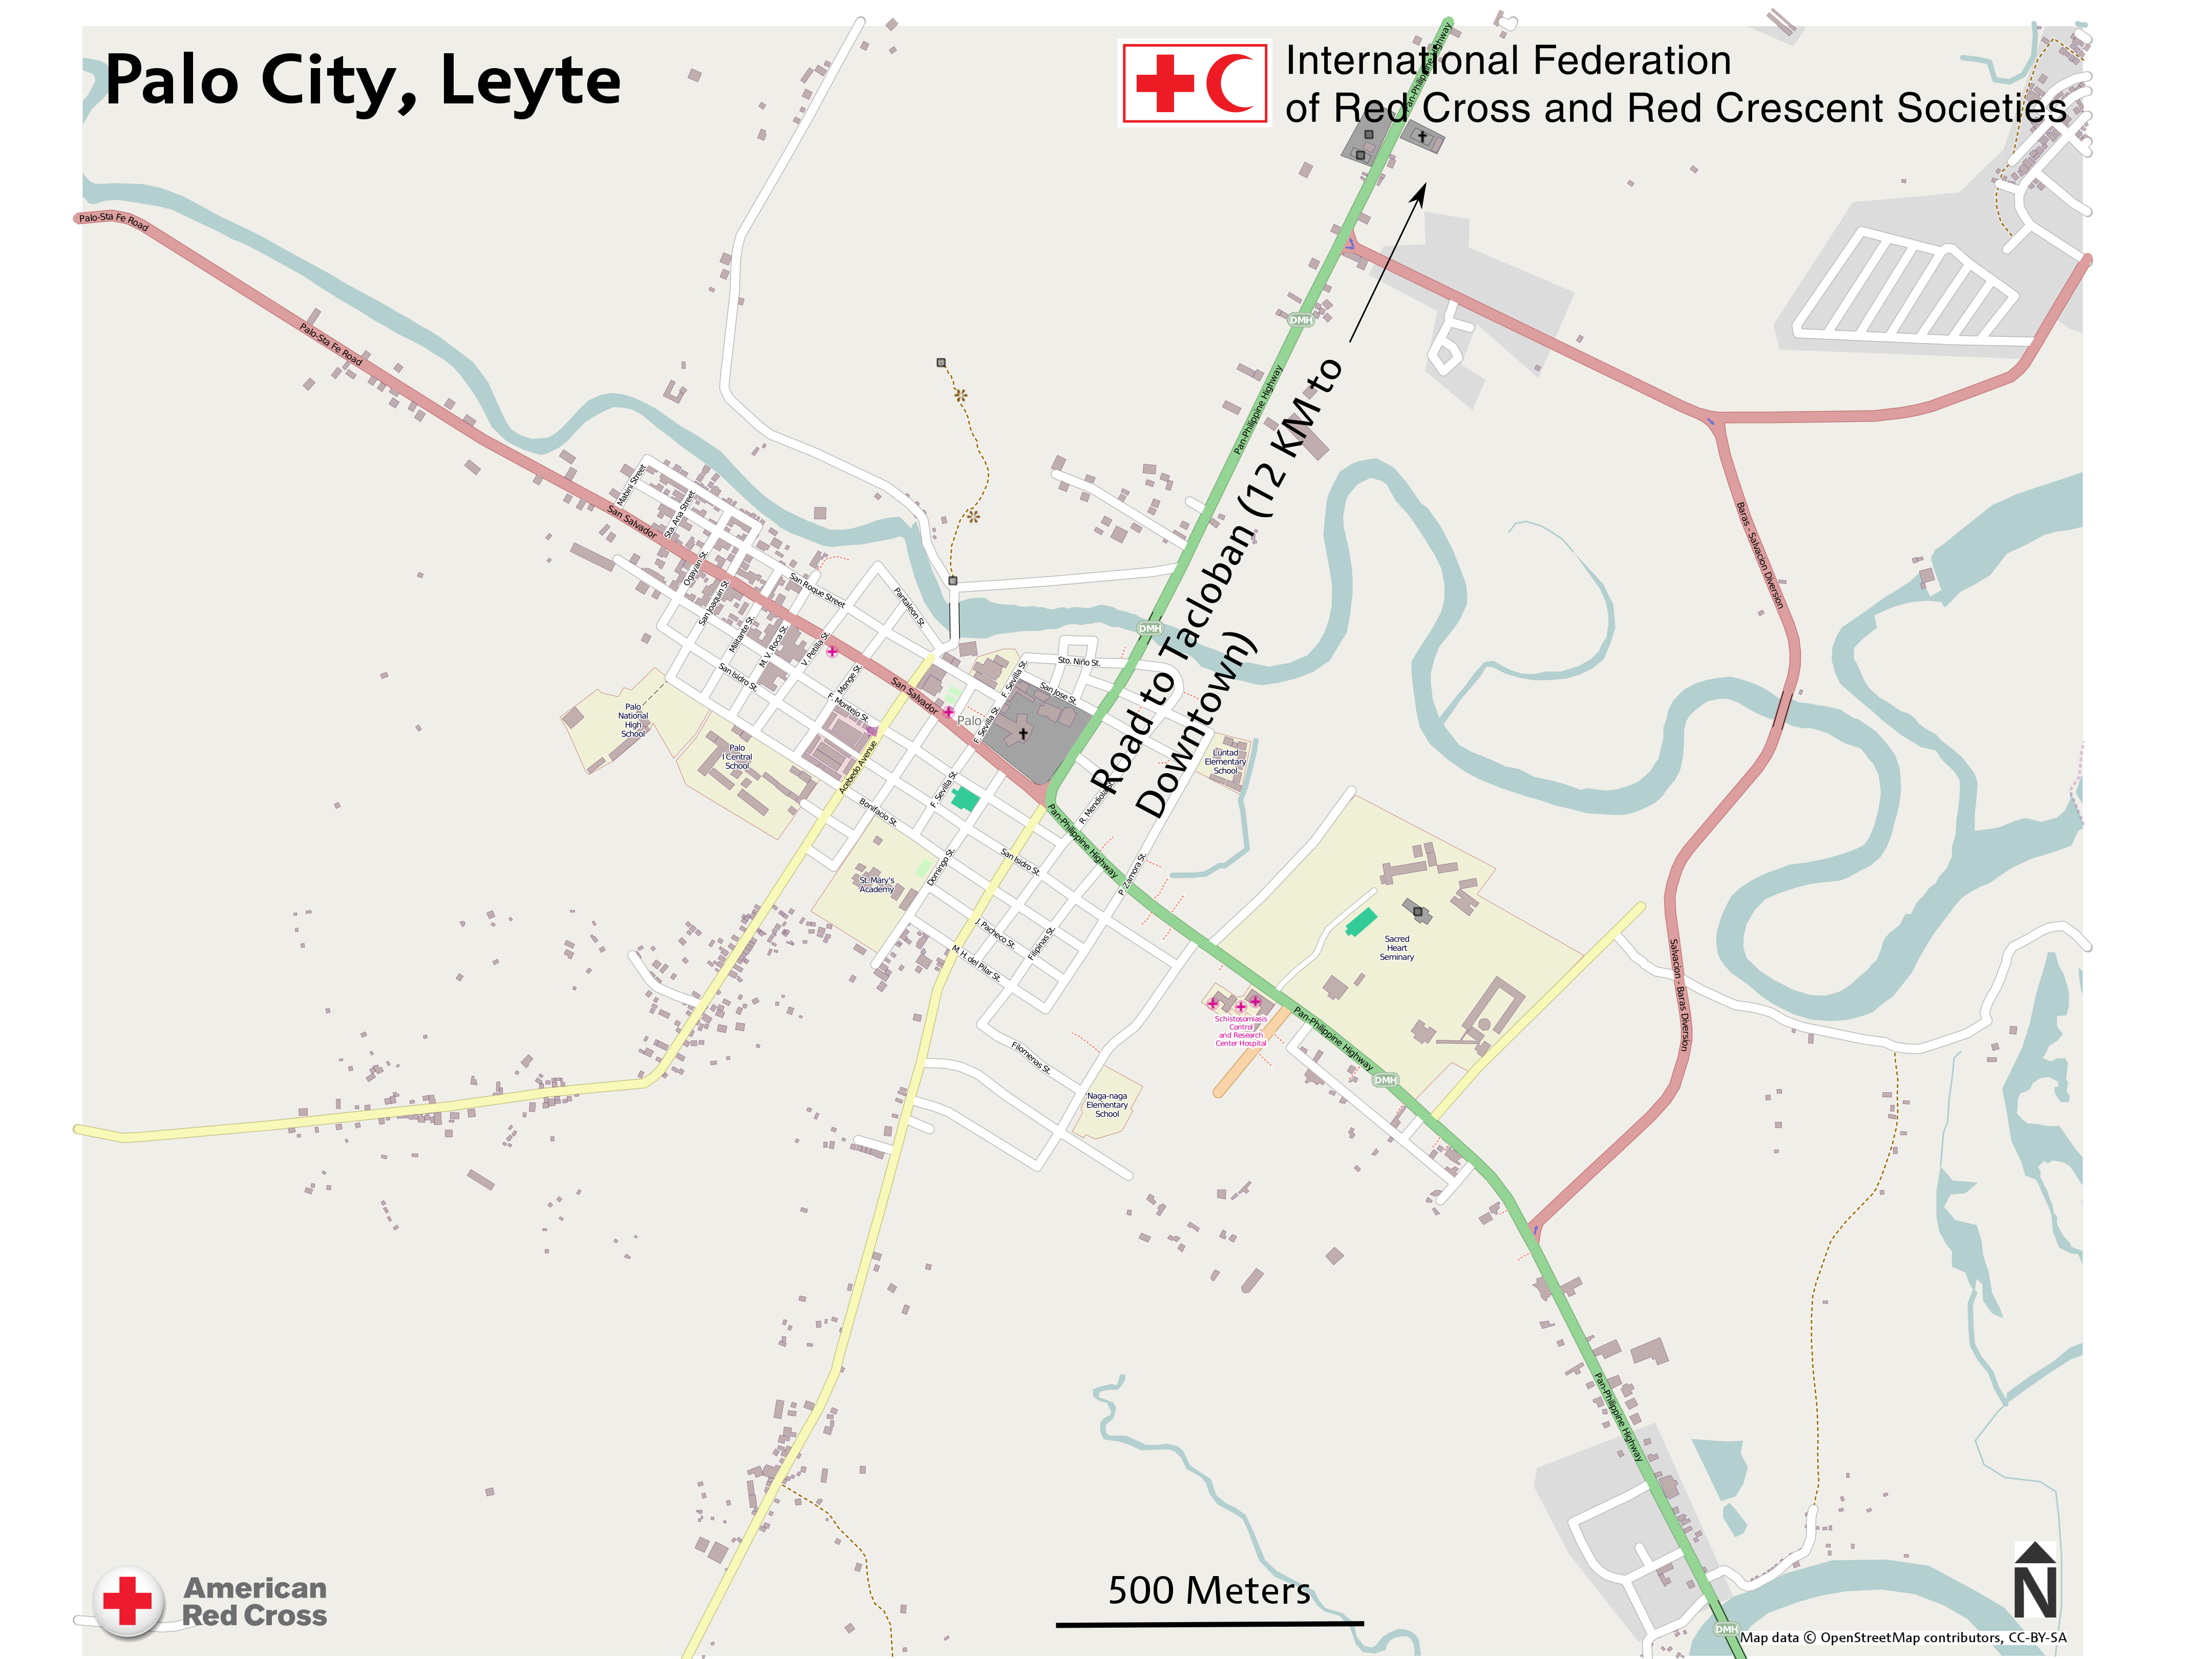 Palo City, Leyte
International Federation
of Red Cross and Red Crescent Societies
Pan-Philippine Highway
Palo-Sta Fe Road
Palo-Sta Fe Road
DMH
Pan-Philippine Highway
Road to Tacloban (12 KM to
Downtown)
Mabini Street
Sta. Ana Street
San Salvador
Ogayan St.
San Joaquin St.
Militante St.
M. V. Roca St.
V. Petilla St.
San Roque Street
Pantaleon St.
DMH
Baras - Salvacion Diversion
Sto. Niño St.
F. Sevilla St.
San Jose St.
San Isidro St.
F. Monge St.
F. Montejo St.
San Salvador
Palo
F. Sevilla St.
Palo
National
High
School
Palo
I Central
School
Acebedo Avenue
Luntad
Elementary
School
F. Sevilla St.
Bonifacio St.
R. Mendiola St.
Pan-Philippine Highway
San Isidro St.
Domingo St.
P. Zamora St.
St. Mary's
Academy
J. Pacheco St.
Filipinas St.
M. H. del Pilar St.
Sacred
Heart
Seminary
Salvacion - Baras Diversion
Schistosomiasis
Control
and Research
Center Hospital
Pan-Philippine Highway
DMH
Filomenas St.
Naga-naga
Elementary
School
Pan-Philippine Highway
American
Red Cross
500 Meters
N
DMH
Map data © OpenStreetMap contributors, CC-BY-SA